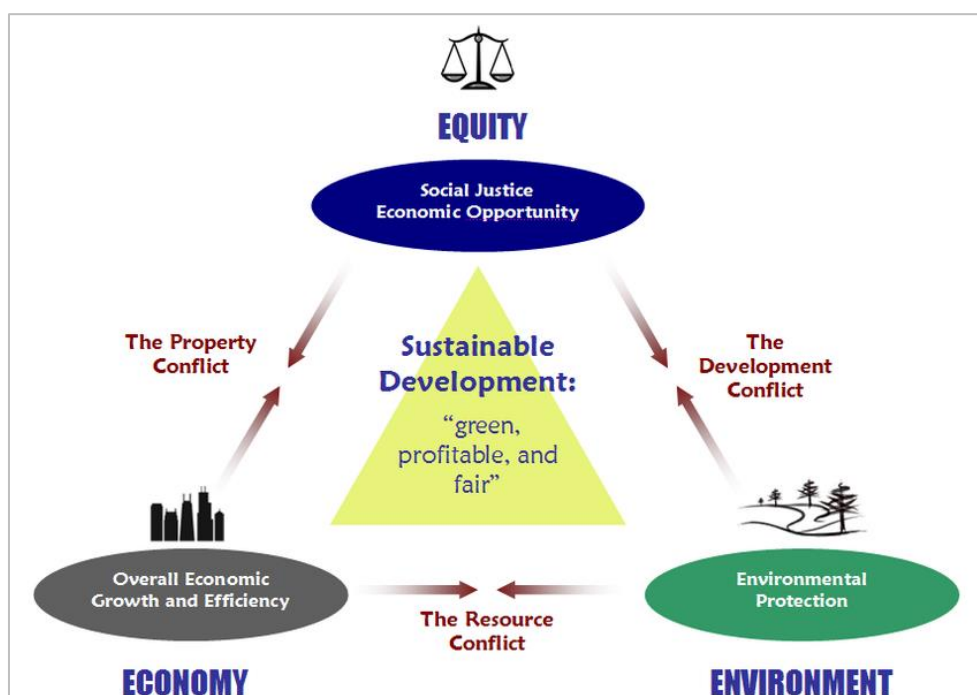 EQUITY
Social Justice
Economic Opportunity
The Property
Conflict
The
Development
Conflict
Sustainable
Development:
“green,
profitable, and
fair”
Overall Economic
Growth and Efficiency
Environmental
Protection
The Resource
Conflict
ECONOMY
ENVIRONMENT